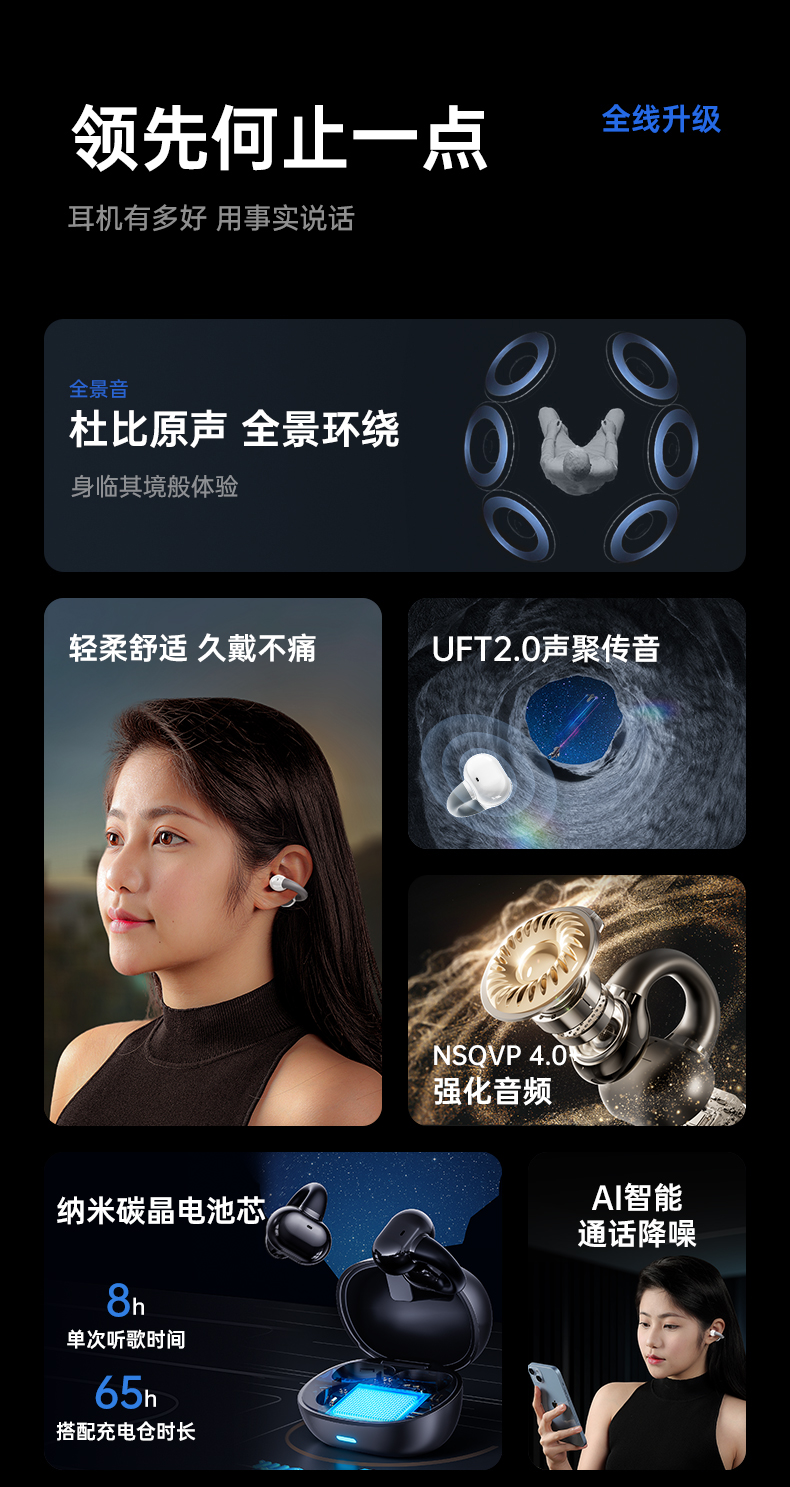 领先何止一点
全线升级
耳机有多好 用事实说话
全景音
杜比原声 全景环绕
身临其境般体验
轻柔舒适 久戴不痛
UFT2.0声聚传音
NSQVP 4.0+
强化音频
纳米碳晶电池芯
8h
单次听歌时间
65h
搭配充电仓时长
AI智能
通话降噪